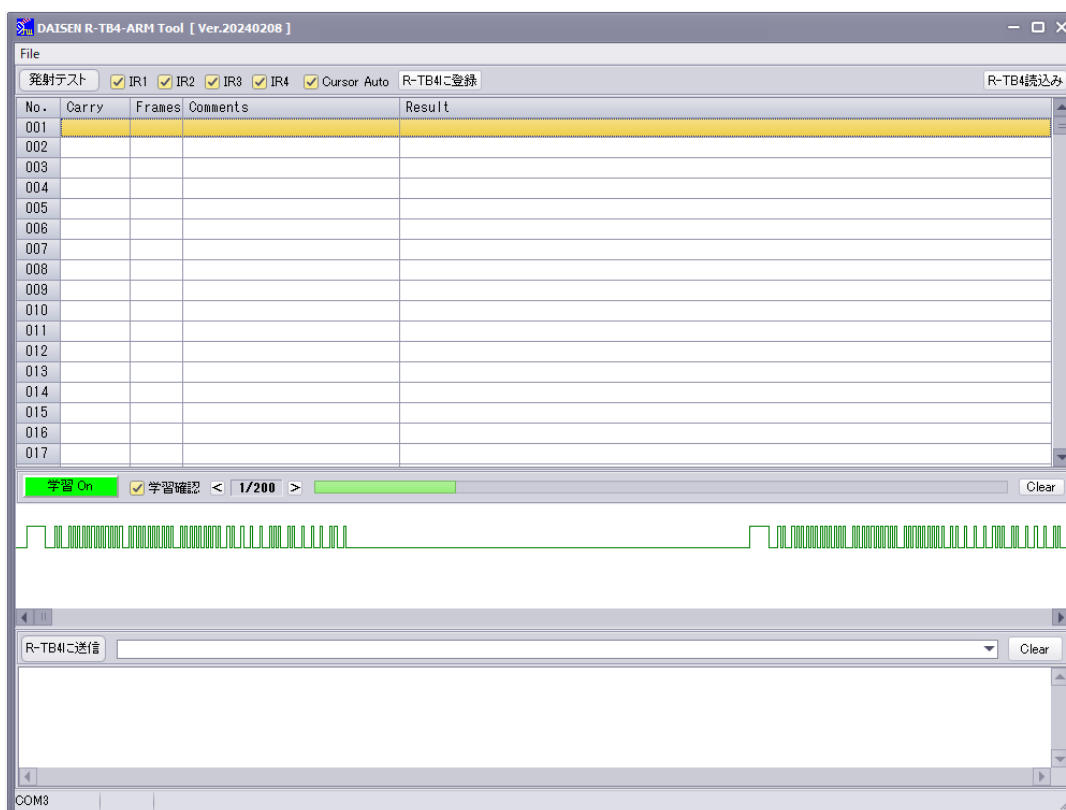 DAISEN R-TB4-ARM Tool [ Ver.20240208 ]
File
発射テスト IR1 IR2 IR3 IR4 Cursor Auto R-TB4に登録 R-TB4読込み
No. Carry Frames Comments Result
001
002
003
004
005
006
007
008
009
010
011
012
013
014
015
016
017
学習 On 学習確認 < 1/200 > Clear
R-TB4に送信 Clear
COM3